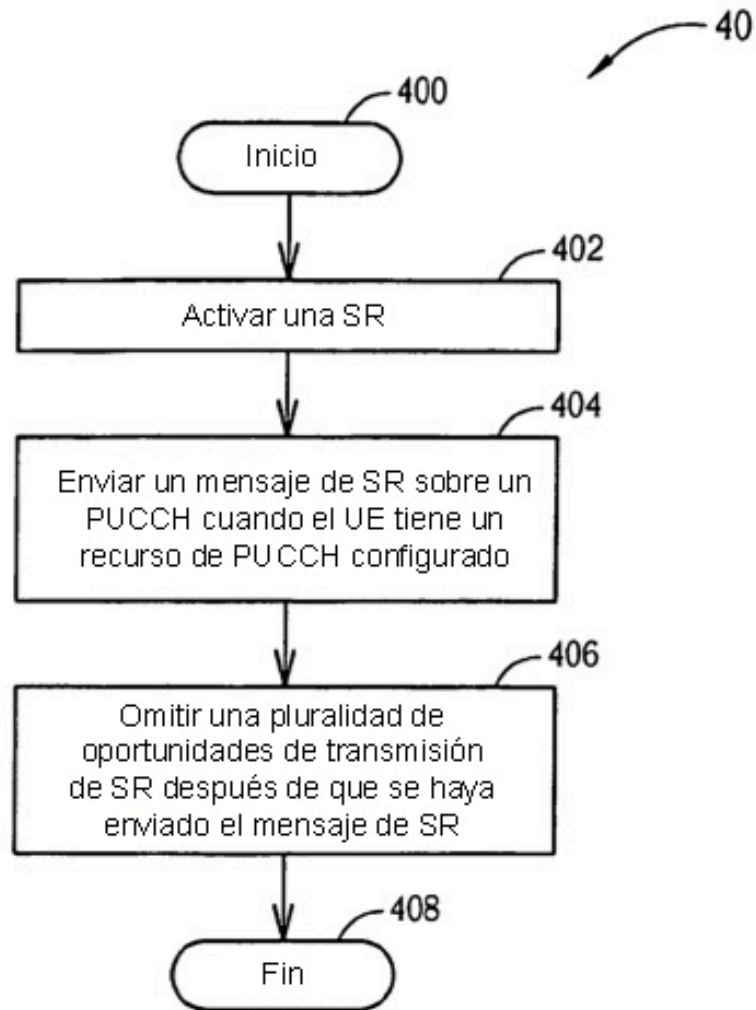 40
400
Inicio
402
Activar una SR
404
Enviar un mensaje de SR sobre un
PUCCH cuando el UE tiene un
recurso de PUCCH configurado
406
Omitir una pluralidad de
oportunidades de transmisión
de SR después de que se haya
enviado el mensaje de SR
408
Fin